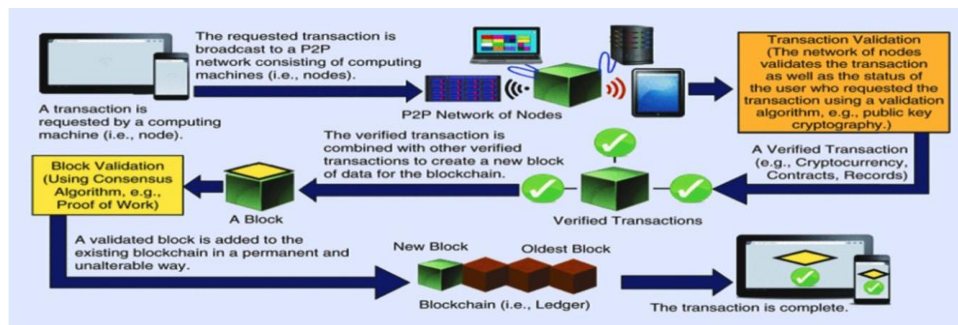 The requested transaction is
broadcast to a P2P
network consisting of computing
machines (i.e., nodes).
A transaction is
requested by a computing
machine (i.e., node).
P2P Network of Nodes
Transaction Validation
(The network of nodes
validates the transaction
as well as the status of
the user who requested the
transaction using a validation
algorithm, e.g., public key
cryptography.)
A Verified Transaction
(e.g., Cryptocurrency,
Contracts, Records)
Verified Transactions
The verified transaction is
combined with other verified
transactions to create a new block
of data for the blockchain.
A Block
Block Validation
(Using Consensus
Algorithm, e.g.,
Proof of Work)
A validated block is added to the
existing blockchain in a permanent and
unalterable way.
New Block
Oldest Block
Blockchain (i.e., Ledger)
The transaction is complete.